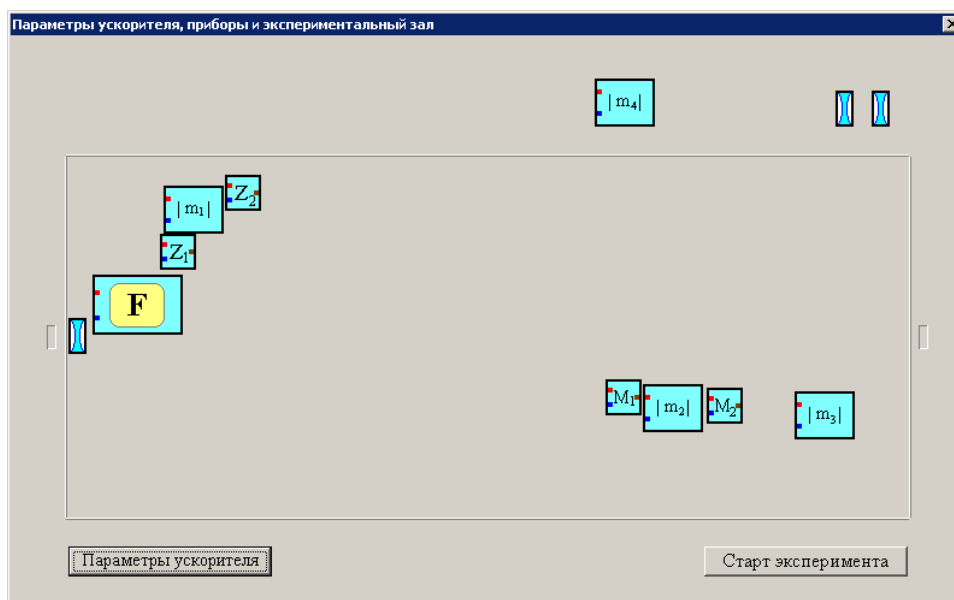 Параметры ускорителя, приборы и экспериментальный зал
|m₄|
Z₂
|m₁|
Z₁
F
M₁
|m₂|
M₂
|m₃|
Параметры ускорителя
Старт эксперимента